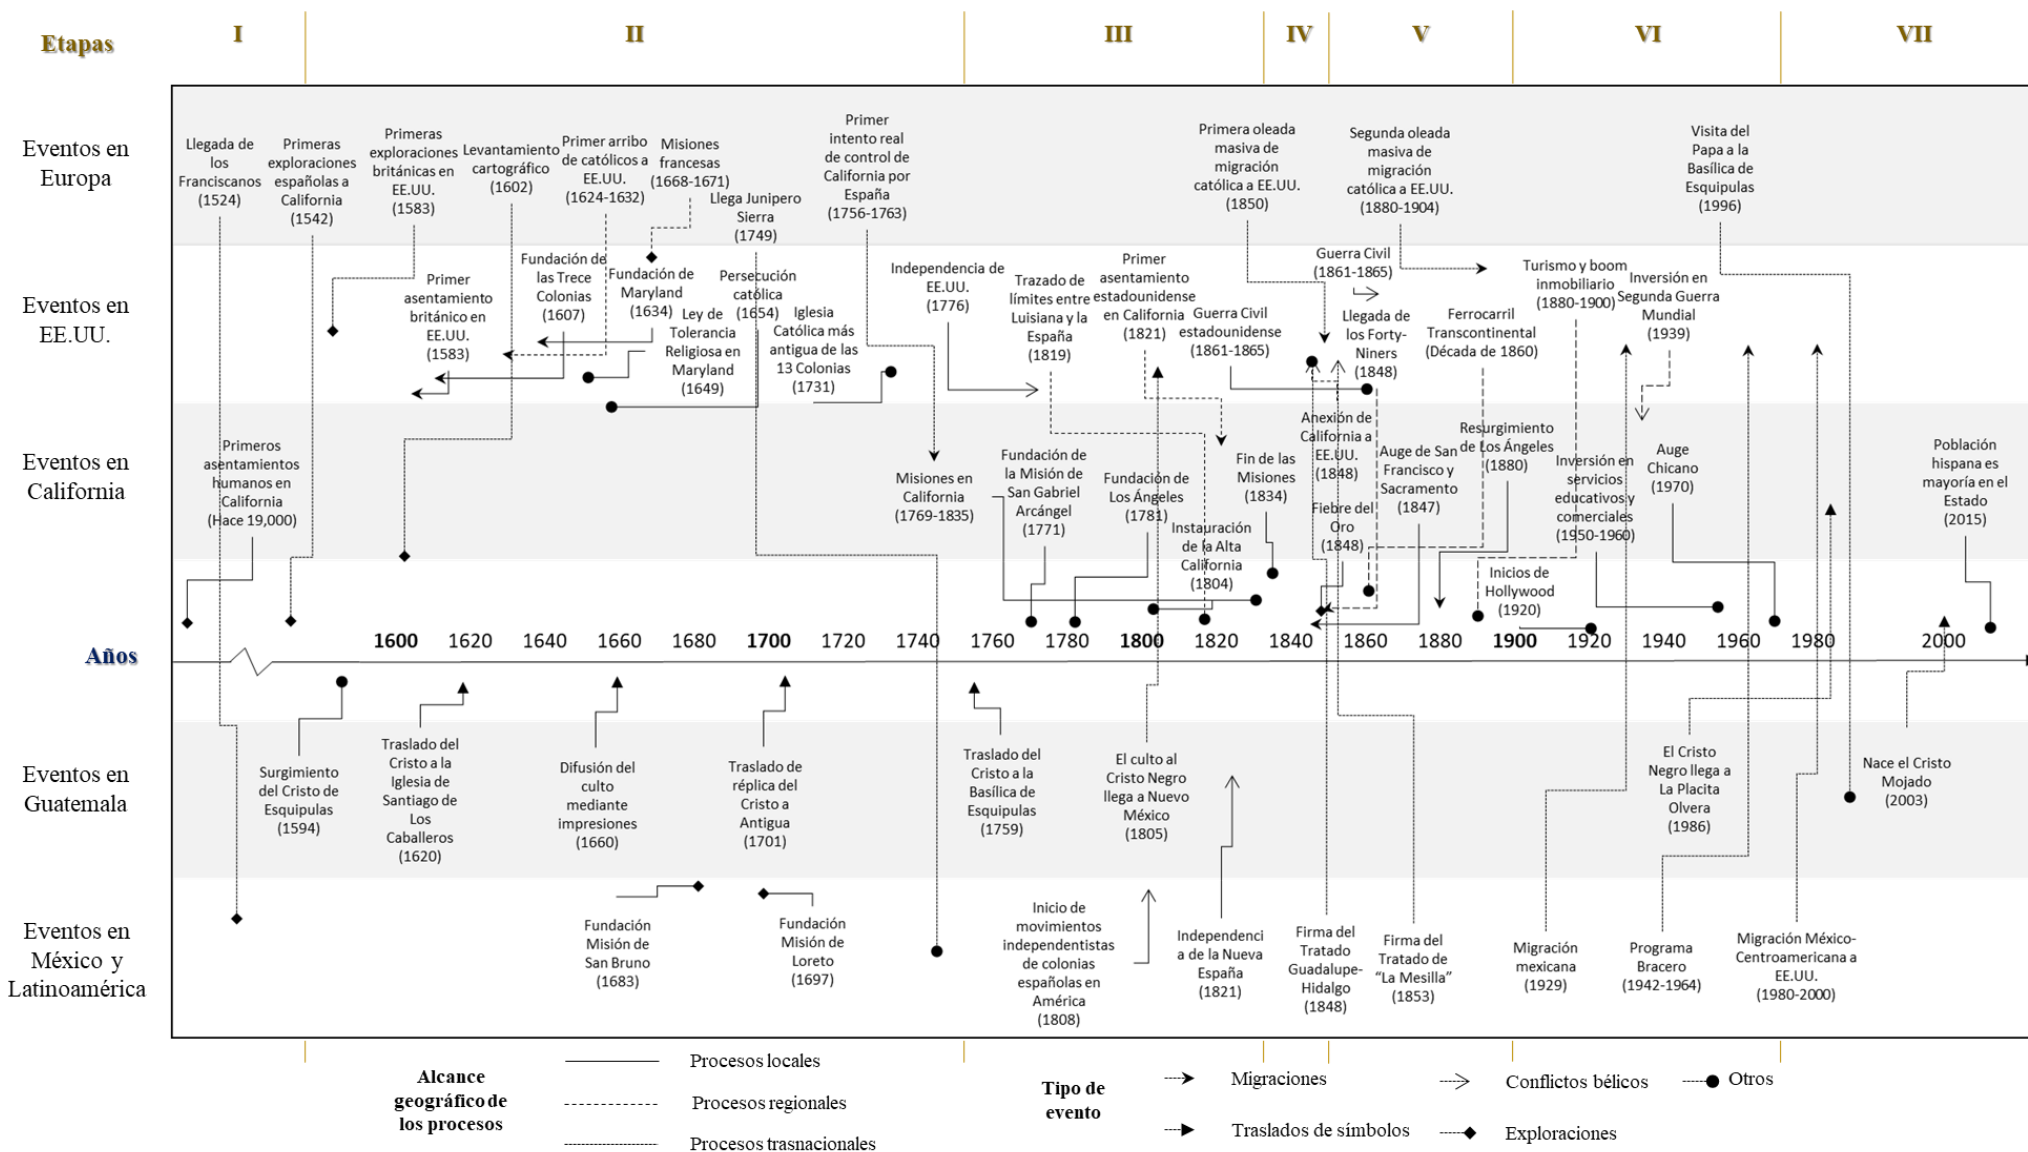 Etapas
I
II
III
IV
V
VI
VII
Eventos en
Europa
Llegada de
los
Franciscanos
(1524)
Primeras
exploraciones
españolas a
California
(1542)
Primeras
exploraciones
británicas en
EE.UU.
(1583)
Levantamiento
cartográfico
(1602)
Primer arribo
de católicos a
EE.UU.
(1624-1632)
Misiones
francesas
(1668-1671)
Llega Junipero
Sierra
(1749)
Primer
intento real
de control de
California por
España
(1756-1763)
Primera oleada
masiva de
migración
católica a EE.UU.
(1850)
Segunda oleada
masiva de
migración
católica a EE.UU.
(1880-1904)
Visita del
Papa a la
Basílica de
Esquipulas
(1996)
Eventos en
EE.UU.
Primer
asentamiento
británico en
EE.UU.
(1583)
Fundación de
las Trece
Colonias
(1607)
Fundación de
Maryland
(1634)
Ley de
Tolerancia
Religiosa en
Maryland
(1649)
Persecución
católica
(1654)
Iglesia
Católica más
antigua de las
13 Colonias
(1731)
Independencia de
EE.UU.
(1776)
Trazado de
límites entre
Luisiana y la
España
(1819)
Primer
asentamiento
estadounidense
en California
(1821)
Guerra Civil
estadounidense
(1861-1865)
Guerra Civil
(1861-1865)
Llegada de
los Forty-
Niners
(1848)
Ferrocarril
Transcontinental
(Década de 1860)
Turismo y boom
inmobiliario
(1880-1900)
Inversión en
Segunda Guerra
Mundial
(1939)
Eventos en
California
Primeros
asentamientos
humanos en
California
(Hace 19,000)
Misiones en
California
(1769-1835)
Fundación de
la Misión de
San Gabriel
Arcángel
(1771)
Fundación de
Los Ángeles
(1781)
Instauración
de la Alta
California
(1804)
Fin de las
Misiones
(1834)
Anexión de
California a
EE.UU.
(1848)
Fiebre del
Oro
(1848)
Auge de San
Francisco y
Sacramento
(1847)
Resurgimiento
de Los Ángeles
(1880)
Inicios de
Hollywood
(1920)
Inversión en
servicios
educativos y
comerciales
(1950-1960)
Auge
Chicano
(1970)
Población
hispana es
mayoría en el
Estado
(2015)
Años
1600
1620
1640
1660
1680
1700
1720
1740
1760
1780
1800
1820
1840
1860
1880
1900
1920
1940
1960
1980
2000
Eventos en
Guatemala
Surgimiento
del Cristo de
Esquipulas
(1594)
Traslado del
Cristo a la
Iglesia de
Santiago de
Los
Caballeros
(1620)
Difusión del
culto
mediante
impresiones
(1660)
Traslado de
réplica del
Cristo a
Antigua
(1701)
Traslado del
Cristo a la
Basílica de
Esquipulas
(1759)
El culto al
Cristo Negro
llega a Nuevo
México
(1805)
El Cristo
Negro llega a
La Placita
Olvera
(1986)
Nace el Cristo
Mojado
(2003)
Eventos en
México y
Latinoamérica
Fundación
Misión de
San Bruno
(1683)
Fundación
Misión de
Loreto
(1697)
Inicio de
movimientos
independentistas
de colonias
españolas en
América
(1808)
Independenci
a de la Nueva
España
(1821)
Firma del
Tratado
Guadalupe-
Hidalgo
(1848)
Firma del
Tratado de
“La Mesilla”
(1853)
Migración
mexicana
(1929)
Programa
Bracero
(1942-1964)
Migración México-
Centroamericana a
EE.UU.
(1980-2000)
Alcance
geográfico de
los procesos
Procesos locales
Procesos regionales
Procesos trasnacionales
Tipo de
evento
Migraciones
Traslados de símbolos
Conflictos bélicos
Exploraciones
Otros